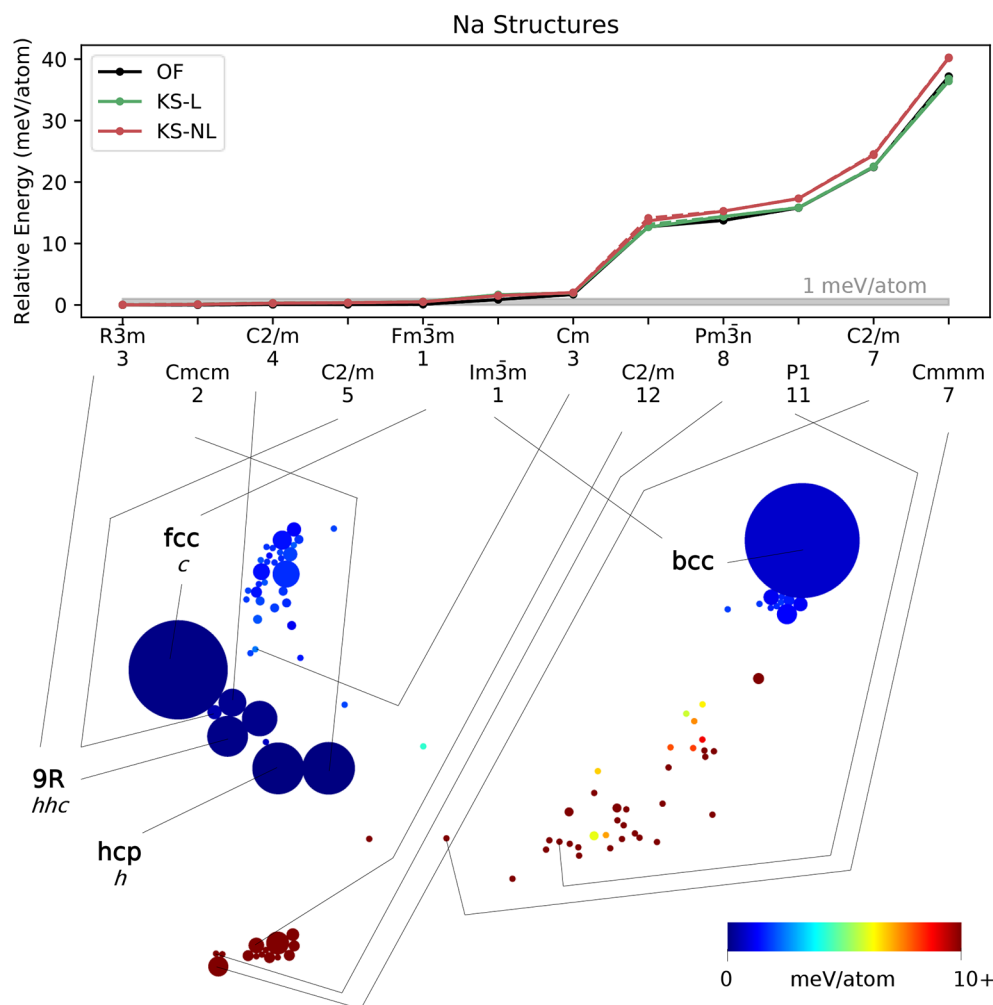 Na Structures
Relative Energy (meV/atom)
40
30
20
10
0
OF
KS-L
KS-NL
1 meV/atom
R3̄m C2/m Fm3̄m Cm Pm3̄n C2/m
3 4 1 3 8 7
Cmcm C2/m Im3̄m C2/m P1 Cmmm
2 5 1 12 11 7
fcc
c
bcc
9R
hhc
hcp
h
0 meV/atom 10+